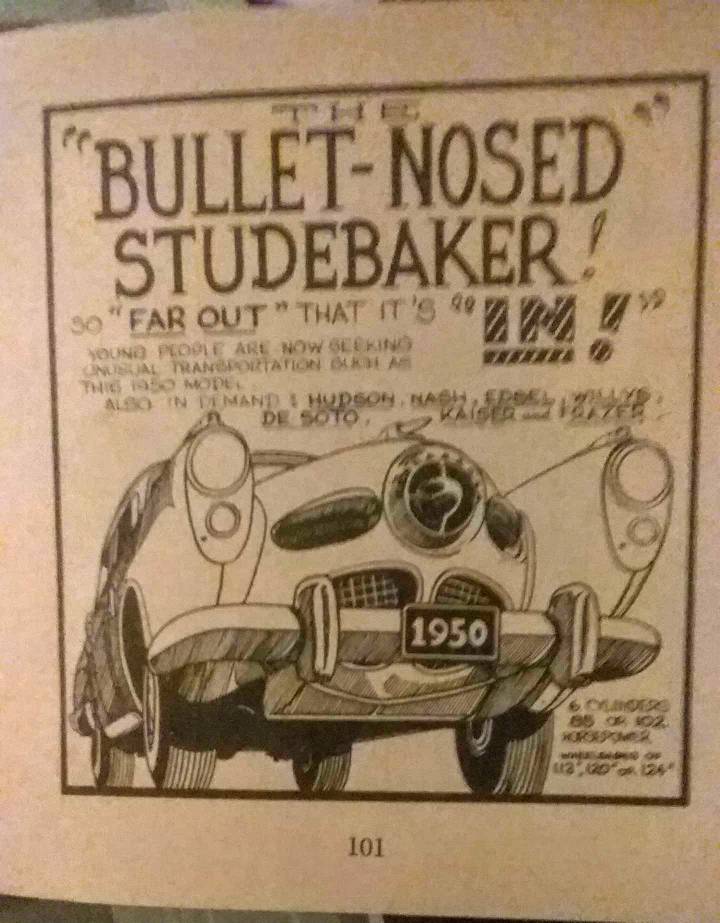 THE
"BULLET-NOSED"
STUDEBAKER!
SO "FAR OUT" THAT IT'S "IN!"
YOUNG PEOPLE ARE NOW SEEKING
UNUSUAL TRANSPORTATION SUCH AS
THIS 1950 MODEL.
ALSO IN DEMAND: HUDSON, NASH, EDSEL, WILLYS,
DE SOTO, KAISER and FRAZER.
1950
6 CYLINDERS
85 OR 102
HORSEPOWER
WHEELBASES OF
113", 120" OR 124"
101